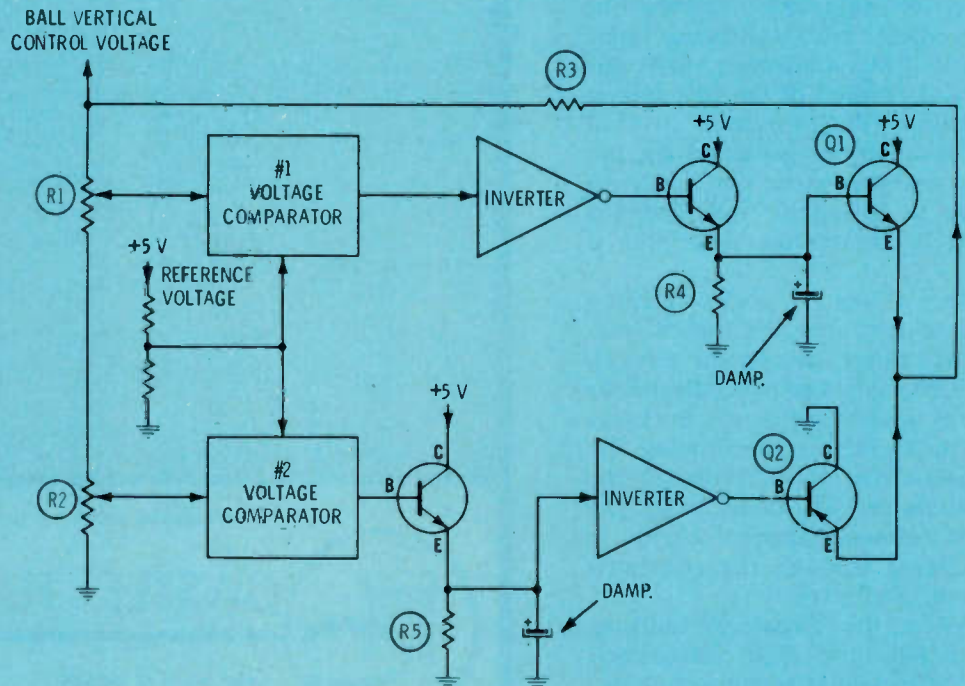 BALL VERTICAL
CONTROL VOLTAGE
R3
+5 V
+5 V
Q1
C
C
#1
VOLTAGE
COMPARATOR
INVERTER
B
B
R1
E
E
+5 V
REFERENCE
VOLTAGE
R4
DAMP.
+
+5 V
C
Q2
C
#2
VOLTAGE
COMPARATOR
B
INVERTER
B
R2
E
E
DAMP.
R5
+